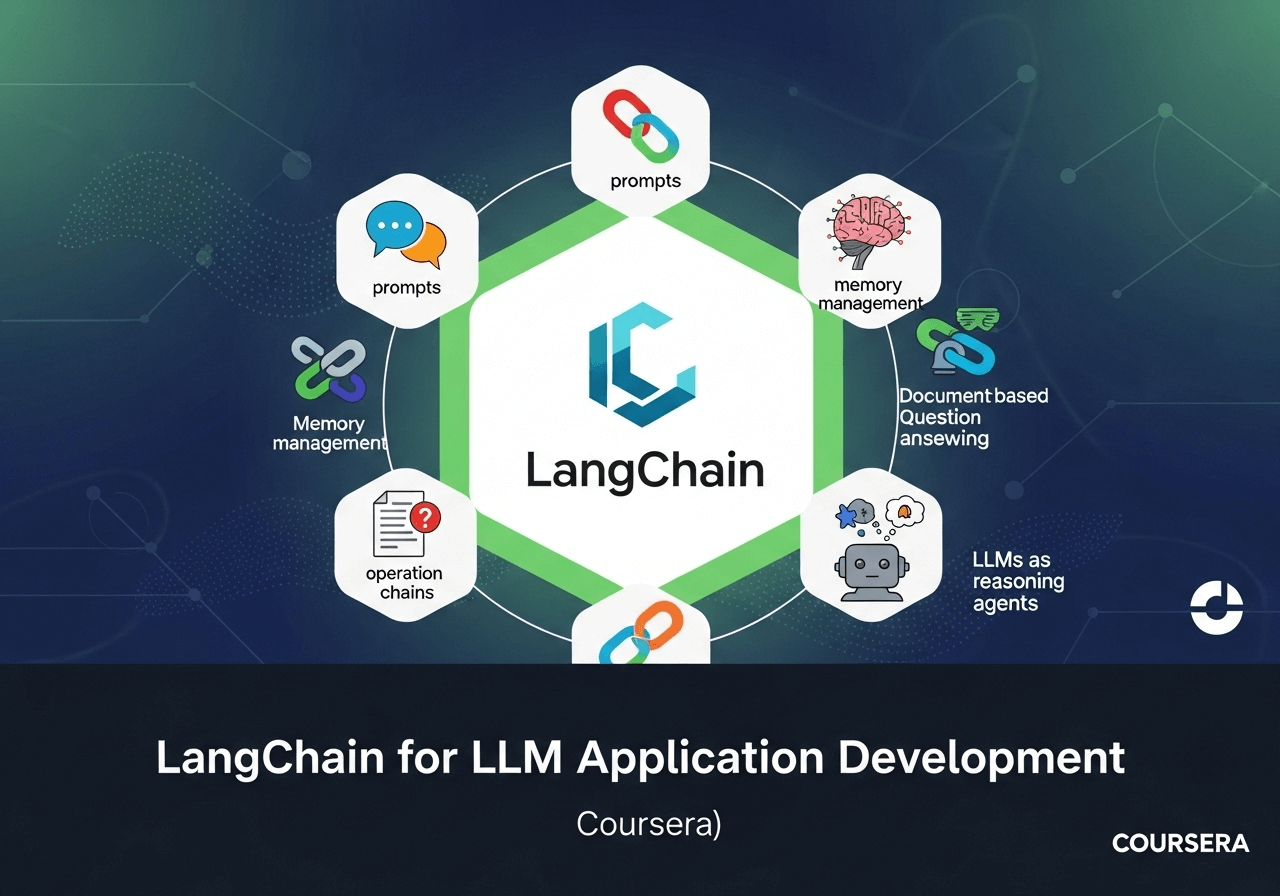 prompts
prompts
memory
management
Memory
management
Document based
Question
ansewing
LangChain
operation
chains
?
LLMs as
reasoning
agents
LangChain for LLM Application Development
Coursera)
COURSERA